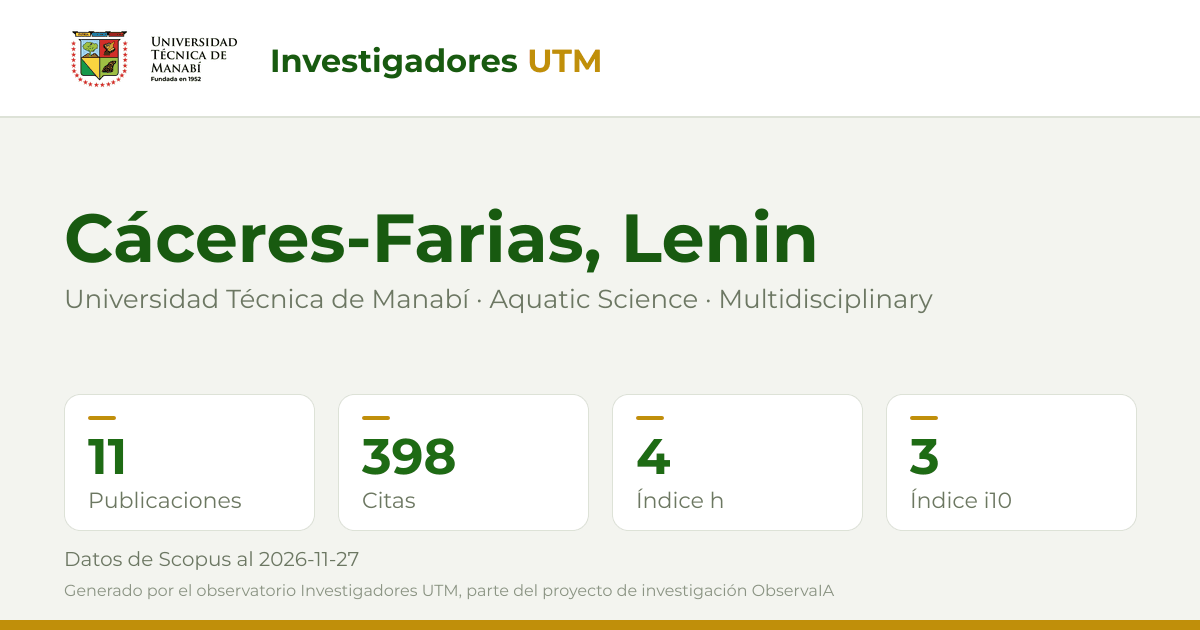 UNIVERSIDAD
TÉCNICA DE
MANABÍ
Fundada en 1952
Investigadores UTM
Cáceres-Farias, Lenin
Universidad Técnica de Manabí · Aquatic Science · Multidisciplinary
11
Publicaciones
398
Citas
4
Índice h
3
Índice i10
Datos de Scopus al 2026-11-27
Generado por el observatorio Investigadores UTM, parte del proyecto de investigación ObservaIA